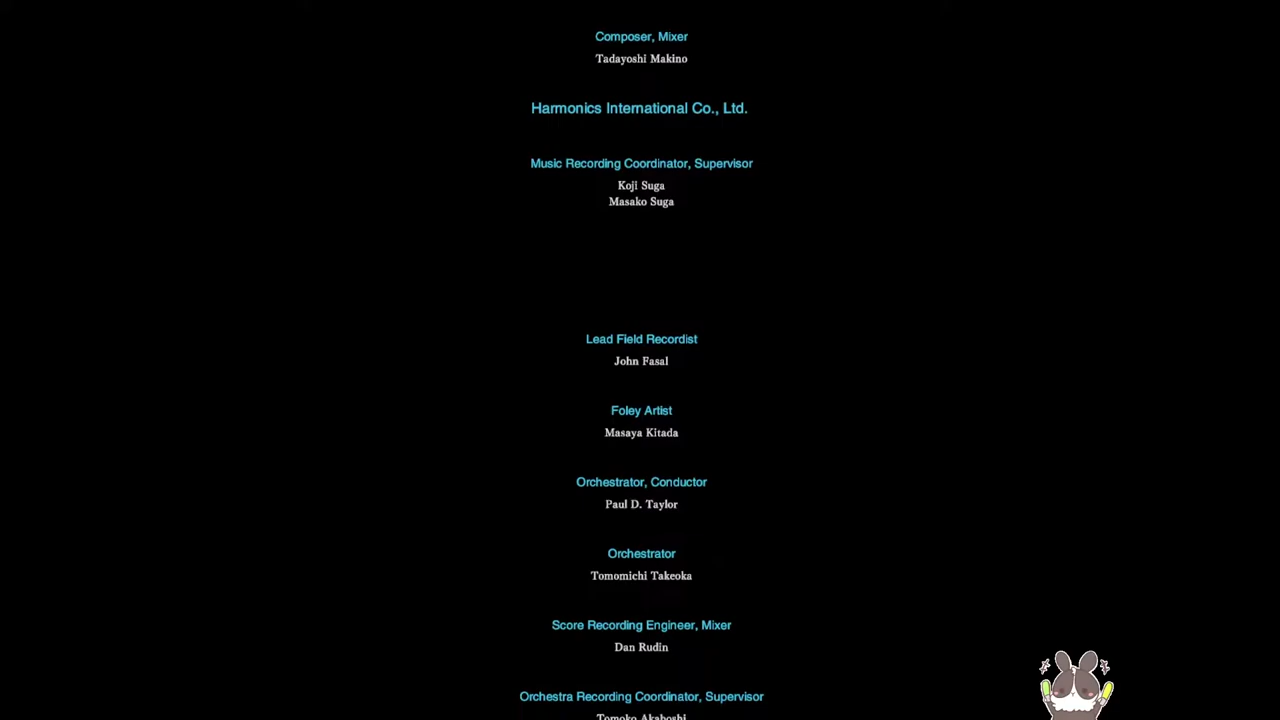 Composer, Mixer
Tadayoshi Makino
Harmonics International Co., Ltd.
Music Recording Coordinator, Supervisor
Koji Suga
Masako Suga
Lead Field Recordist
John Fasal
Foley Artist
Masaya Kitada
Orchestrator, Conductor
Paul D. Taylor
Orchestrator
Tomomichi Takeoka
Score Recording Engineer, Mixer
Dan Rudin
Orchestra Recording Coordinator, Supervisor
Tomoko Akaboshi